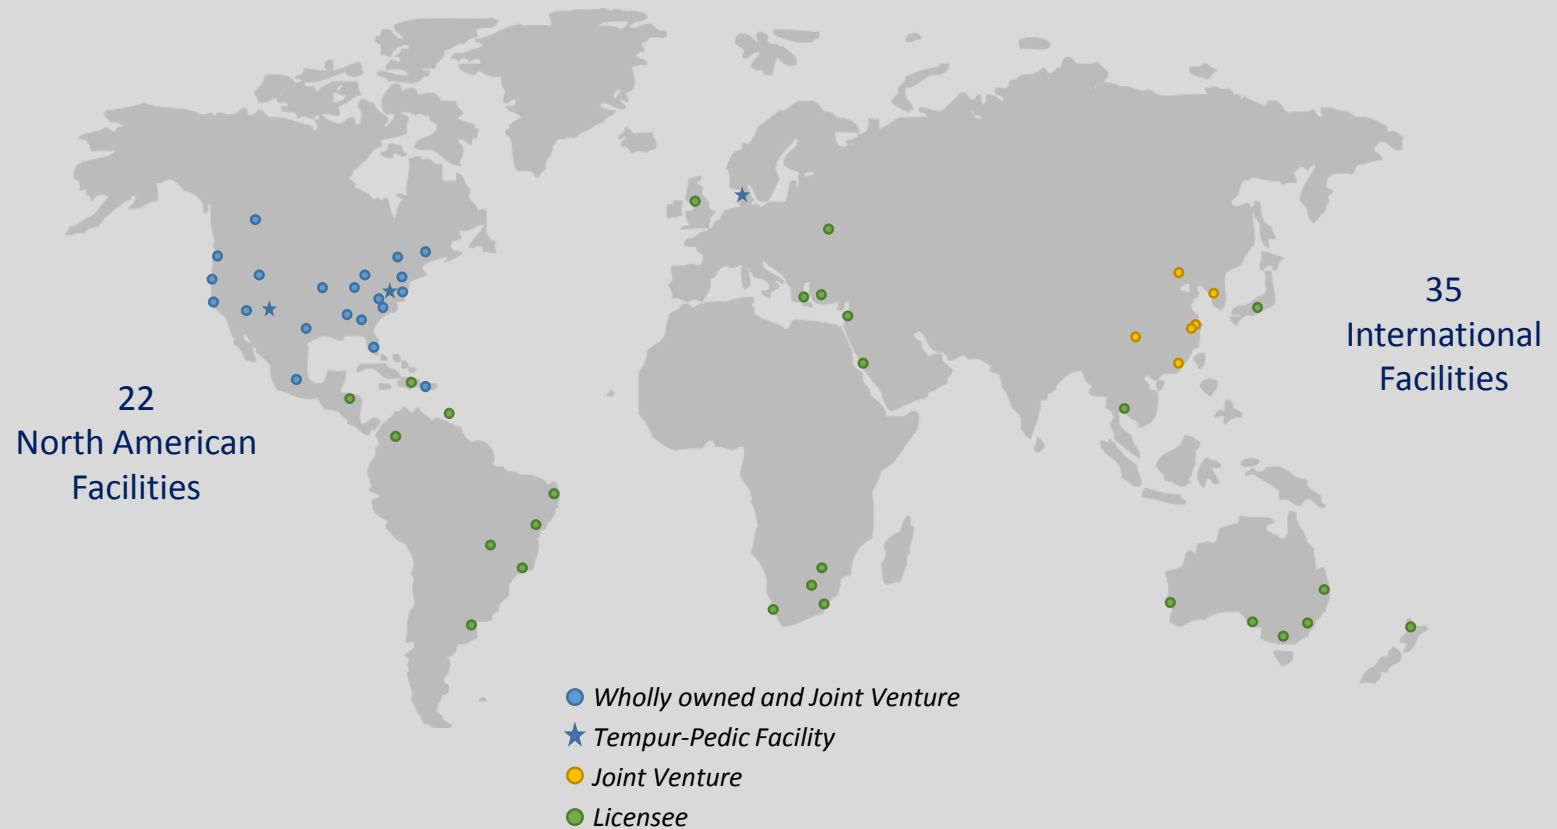 22
North American
Facilities
35
International
Facilities
Wholly owned and Joint Venture
Tempur-Pedic Facility
Joint Venture
Licensee